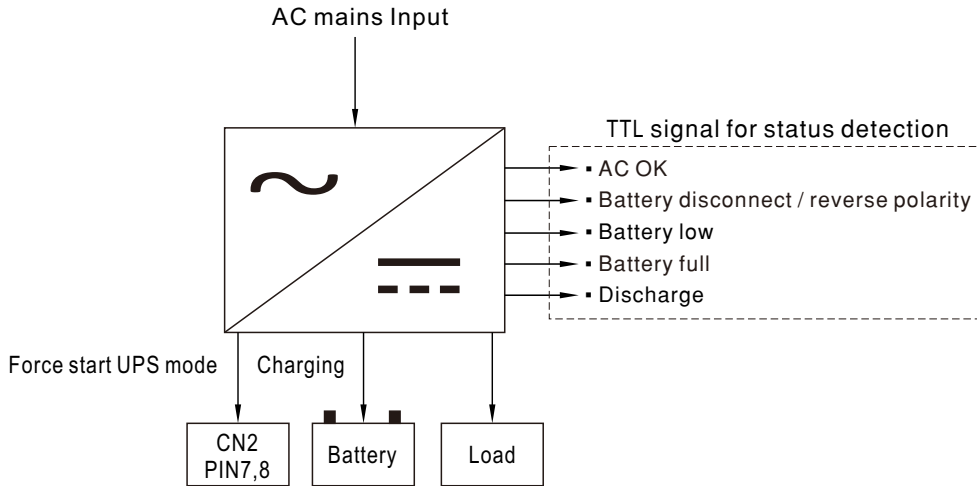 AC mains Input
TTL signal for status detection
▪ AC OK
▪ Battery disconnect / reverse polarity
▪ Battery low
▪ Battery full
▪ Discharge
Force start UPS mode
Charging
CN2
PIN7,8
Battery
Load